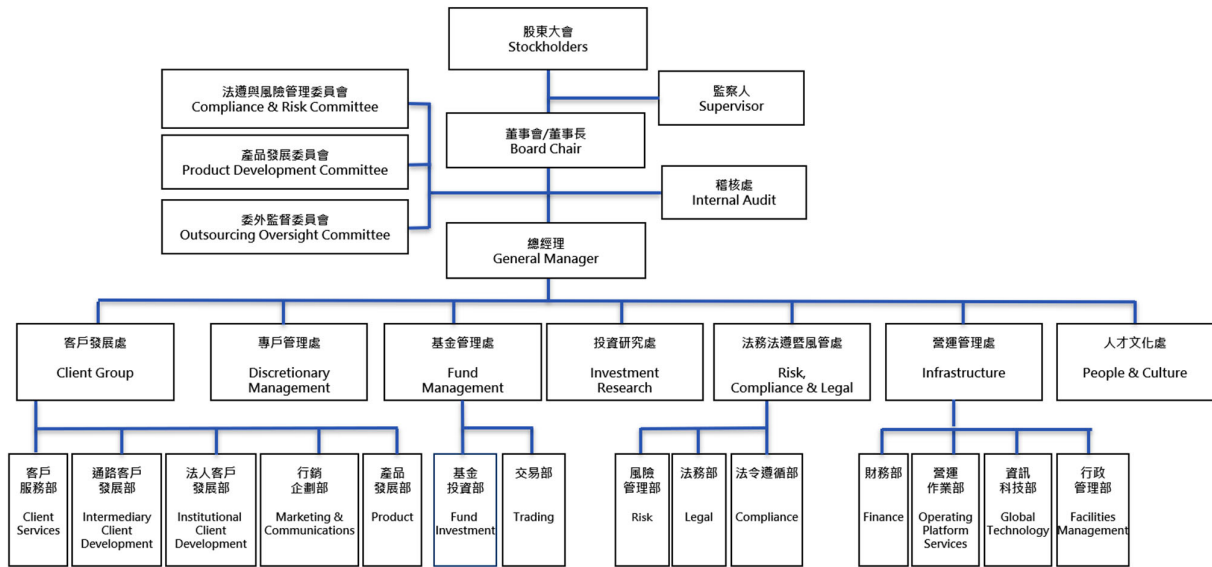 股東大會
Stockholders
法遵與風險管理委員會
Compliance & Risk Committee
監察人
Supervisor
董事會/董事長
Board Chair
產品發展委員會
Product Development Committee
稽核處
Internal Audit
委外監督委員會
Outsourcing Oversight Committee
總經理
General Manager
客戶發展處
Client Group
專戶管理處
Discretionary
Management
基金管理處
Fund
Management
投資研究處
Investment
Research
法務法遵暨風管處
Risk,
Compliance & Legal
營運管理處
Infrastructure
人才文化處
People & Culture
客戶
服務部
Client
Services
通路客戶
發展部
Intermediary
Client
Development
法人客戶
發展部
Institutional
Client
Development
行銷
企劃部
Marketing &
Communications
產品
發展部
Product
基金
投資部
Fund
Investment
交易部
Trading
風險
管理部
Risk
法務部
Legal
法令遵循部
Compliance
財務部
Finance
營運
作業部
Operating
Platform
Services
資訊
科技部
Global
Technology
行政
管理部
Facilities
Management